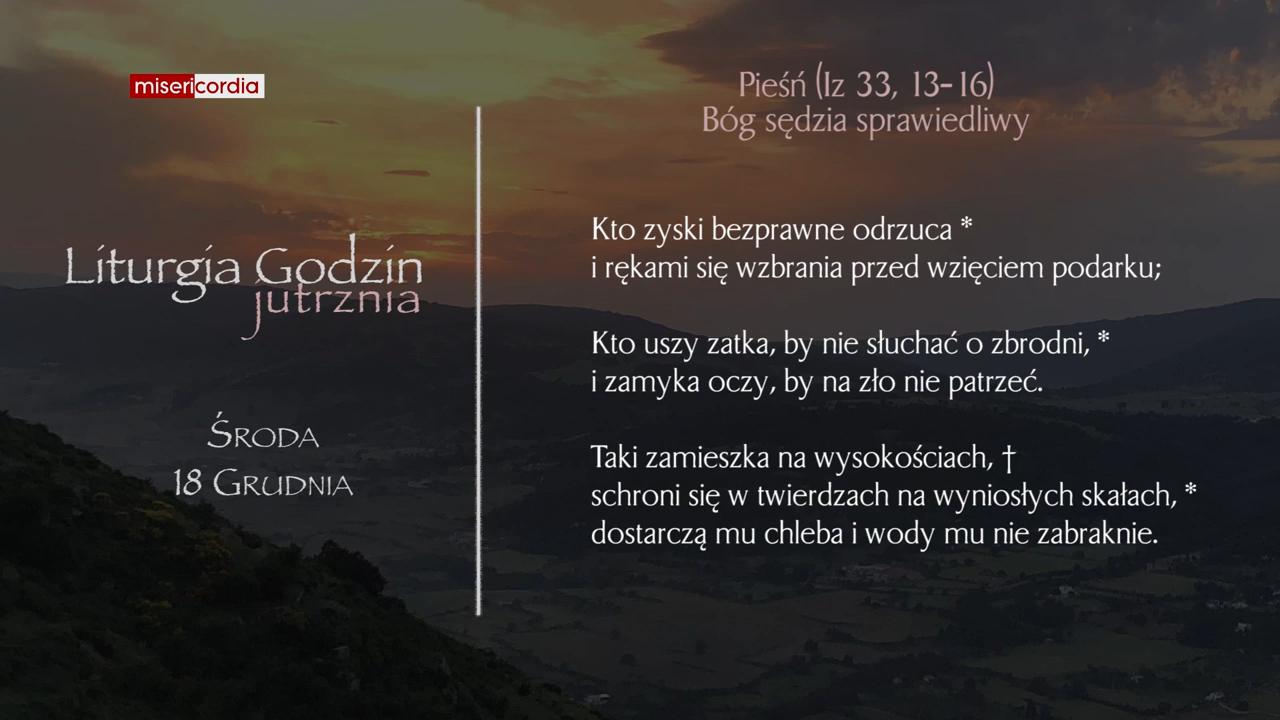 misericordia
Liturgia Godzin
jutrznia
Środa
18 Grudnia
Pieśń (Iz 33, 13-16)
Bóg sędzia sprawiedliwy
Kto zyski bezprawne odrzuca *
i rękami się wzbrania przed wzięciem podarku;
Kto uszy zatka, by nie słuchać o zbrodni, *
i zamyka oczy, by na zło nie patrzeć.
Taki zamieszka na wysokościach, †
schroni się w twierdzach na wyniosłych skałach, *
dostarczą mu chleba i wody mu nie zabraknie.